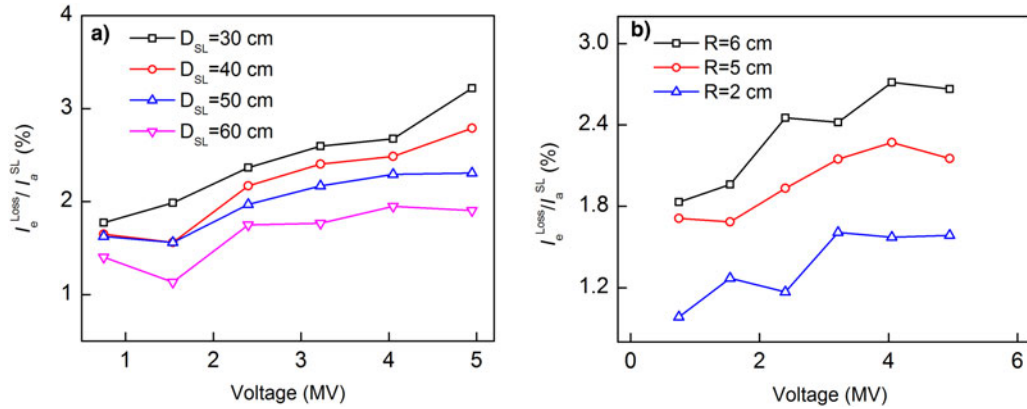 a)
D_SL=30 cm
D_SL=40 cm
D_SL=50 cm
D_SL=60 cm
4
3
2
1
I_e^Loss/ I_a^SL (%)
1 2 3 4 5
Voltage (MV)
b)
R=6 cm
R=5 cm
R=2 cm
3.0
2.4
1.8
1.2
I_e^Loss/I_a^SL (%)
0 2 4 6
Voltage (MV)